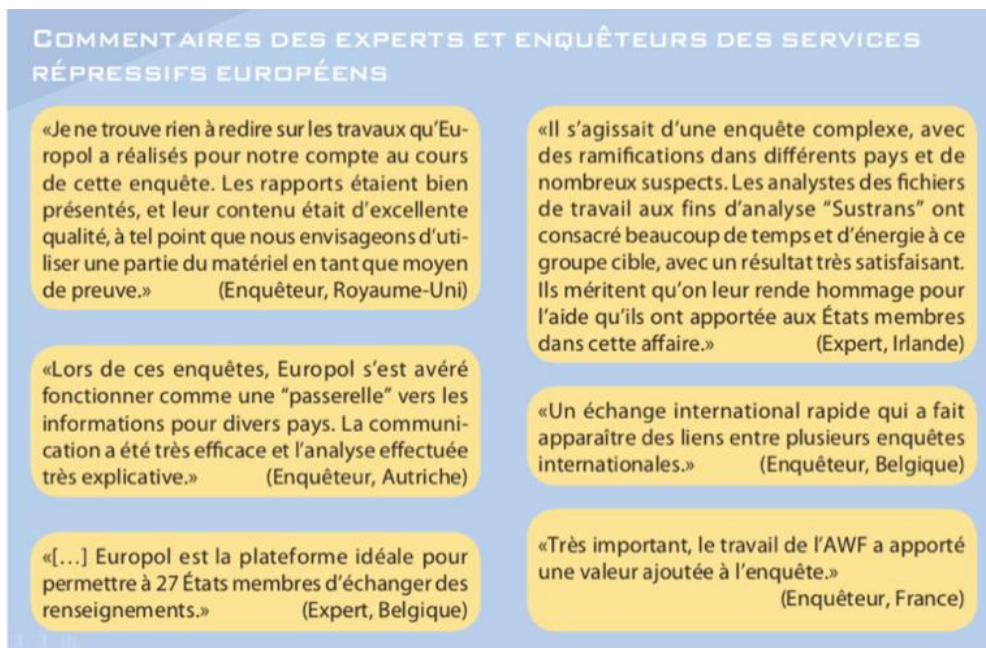 COMMENTAIRES DES EXPERTS ET ENQUÊTEURS DES SERVICES
RÉPRESSIFS EUROPÉENS
«Je ne trouve rien à redire sur les travaux qu’Eu-
ropol a réalisés pour notre compte au cours
de cette enquête. Les rapports étaient bien
présentés, et leur contenu était d’excellente
qualité, à tel point que nous envisageons d’uti-
liser une partie du matériel en tant que moyen
de preuve.» (Enquêteur, Royaume-Uni)
«Lors de ces enquêtes, Europol s’est avéré
fonctionner comme une “passerelle” vers les
informations pour divers pays. La communi-
cation a été très efficace et l’analyse effectuée
très explicative.» (Enquêteur, Autriche)
«[…] Europol est la plateforme idéale pour
permettre à 27 États membres d’échanger des
renseignements.» (Expert, Belgique)
«Il s’agissait d’une enquête complexe, avec
des ramifications dans différents pays et de
nombreux suspects. Les analystes des fichiers
de travail aux fins d’analyse “Sustrans” ont
consacré beaucoup de temps et d’énergie à ce
groupe cible, avec un résultat très satisfaisant.
Ils méritent qu’on leur rende hommage pour
l’aide qu’ils ont apportée aux États membres
dans cette affaire.» (Expert, Irlande)
«Un échange international rapide qui a fait
apparaître des liens entre plusieurs enquêtes
internationales.» (Enquêteur, Belgique)
«Très important, le travail de l’AWF a apporté
une valeur ajoutée à l’enquête.»
(Enquêteur, France)